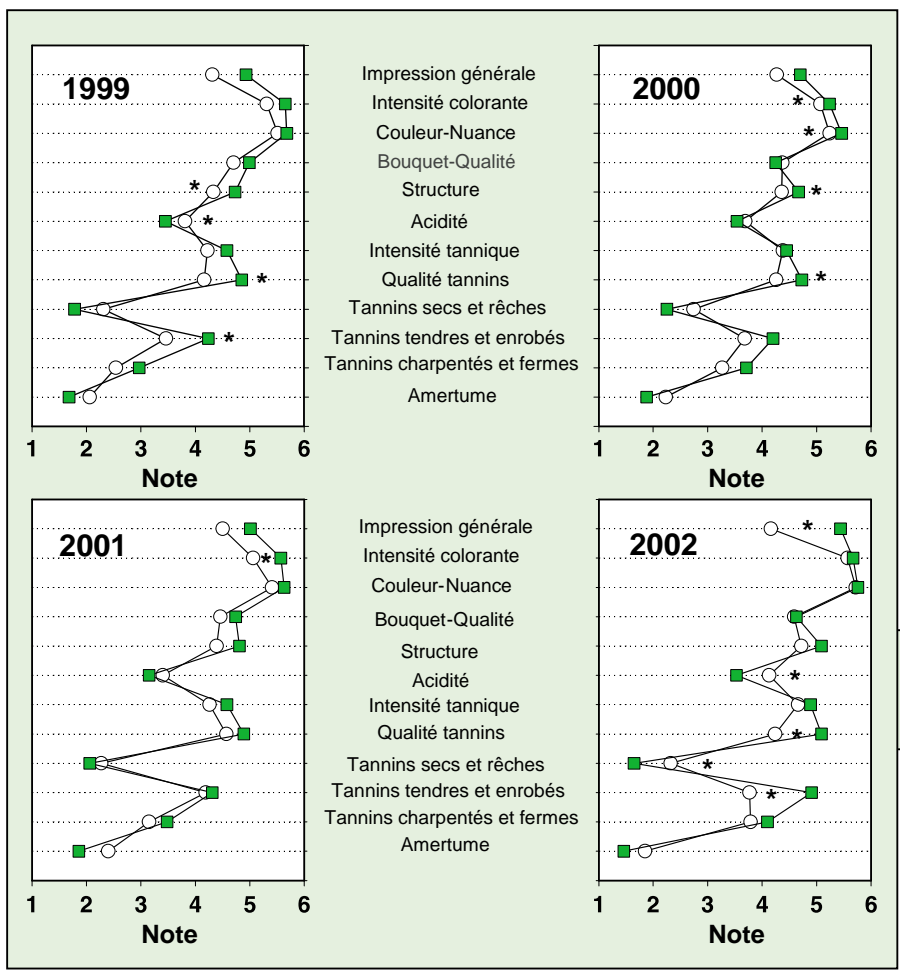 1999
2000
Impression générale
Intensité colorante
Couleur-Nuance
Bouquet-Qualité
Structure
Acidité
Intensité tannique
Qualité tannins
Tannins secs et rêches
Tannins tendres et enrobés
Tannins charpentés et fermes
Amertume
* * * *
* * * *
1 2 3 4 5 6
1 2 3 4 5 6
Note
Note
2001
2002
Impression générale
Intensité colorante
Couleur-Nuance
Bouquet-Qualité
Structure
Acidité
Intensité tannique
Qualité tannins
Tannins secs et rêches
Tannins tendres et enrobés
Tannins charpentés et fermes
Amertume
*
* * * * *
1 2 3 4 5 6
1 2 3 4 5 6
Note
Note